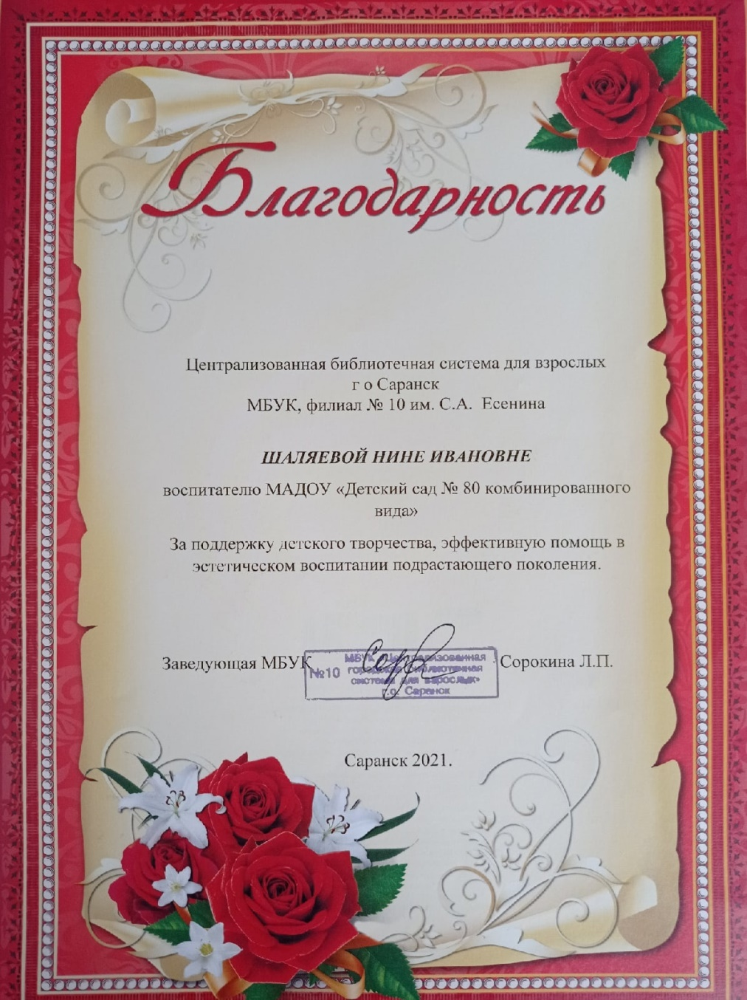 Благодарность
Централизованная библиотечная система для взрослых
г о Саранск
МБУК, филиал № 10 им. С.А. Есенина
ШАЛЯЕВОЙ НИНЕ ИВАНОВНЕ
воспитателю МАДОУ «Детский сад № 80 комбинированного
вида»
За поддержку детского творчества, эффективную помощь в
эстетическом воспитании подрастающего поколения.
Заведующая МБУК
Сорокина Л.П.
МБУК «Централизованная
№10 городская библиотечная
система для взрослых»
г.о. Саранск
Саранск 2021.